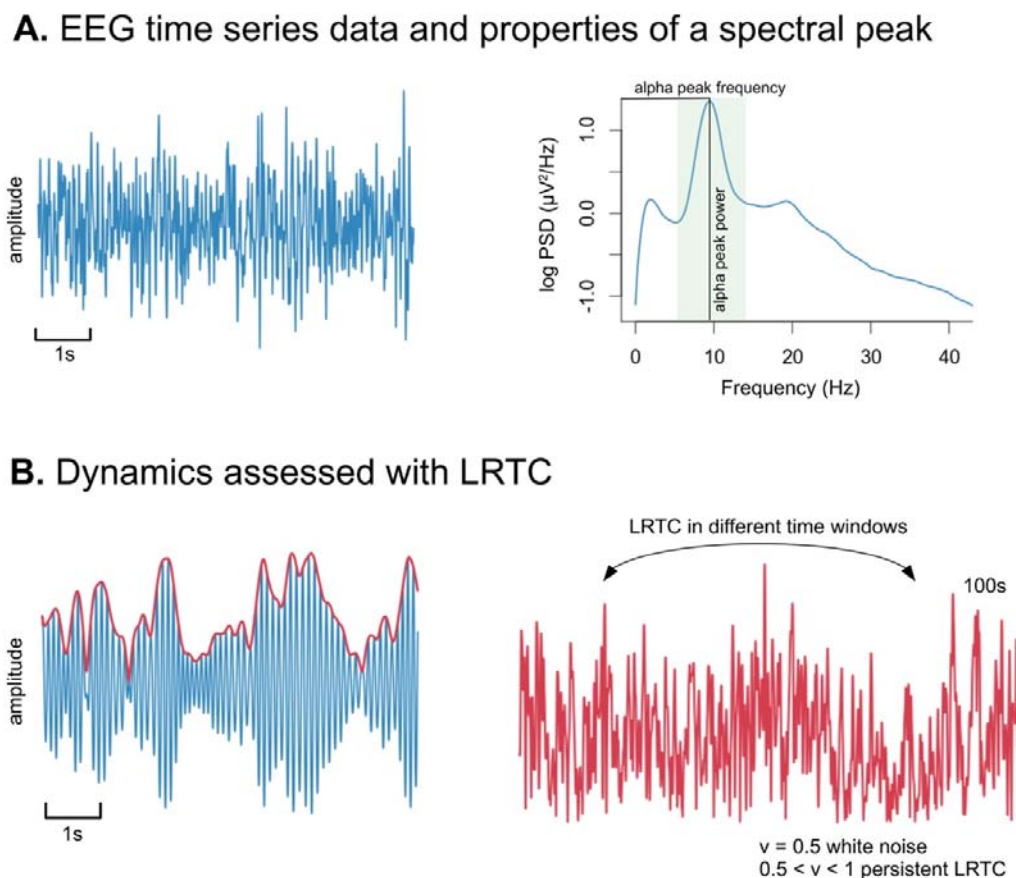 A. EEG time series data and properties of a spectral peak
amplitude
1s
alpha peak frequency
alpha peak power
log PSD (µV²/Hz)
1.0
0.0
-1.0
0
10
20
30
40
Frequency (Hz)
B. Dynamics assessed with LRTC
amplitude
1s
LRTC in different time windows
100s
v = 0.5 white noise
0.5 < v < 1 persistent LRTC